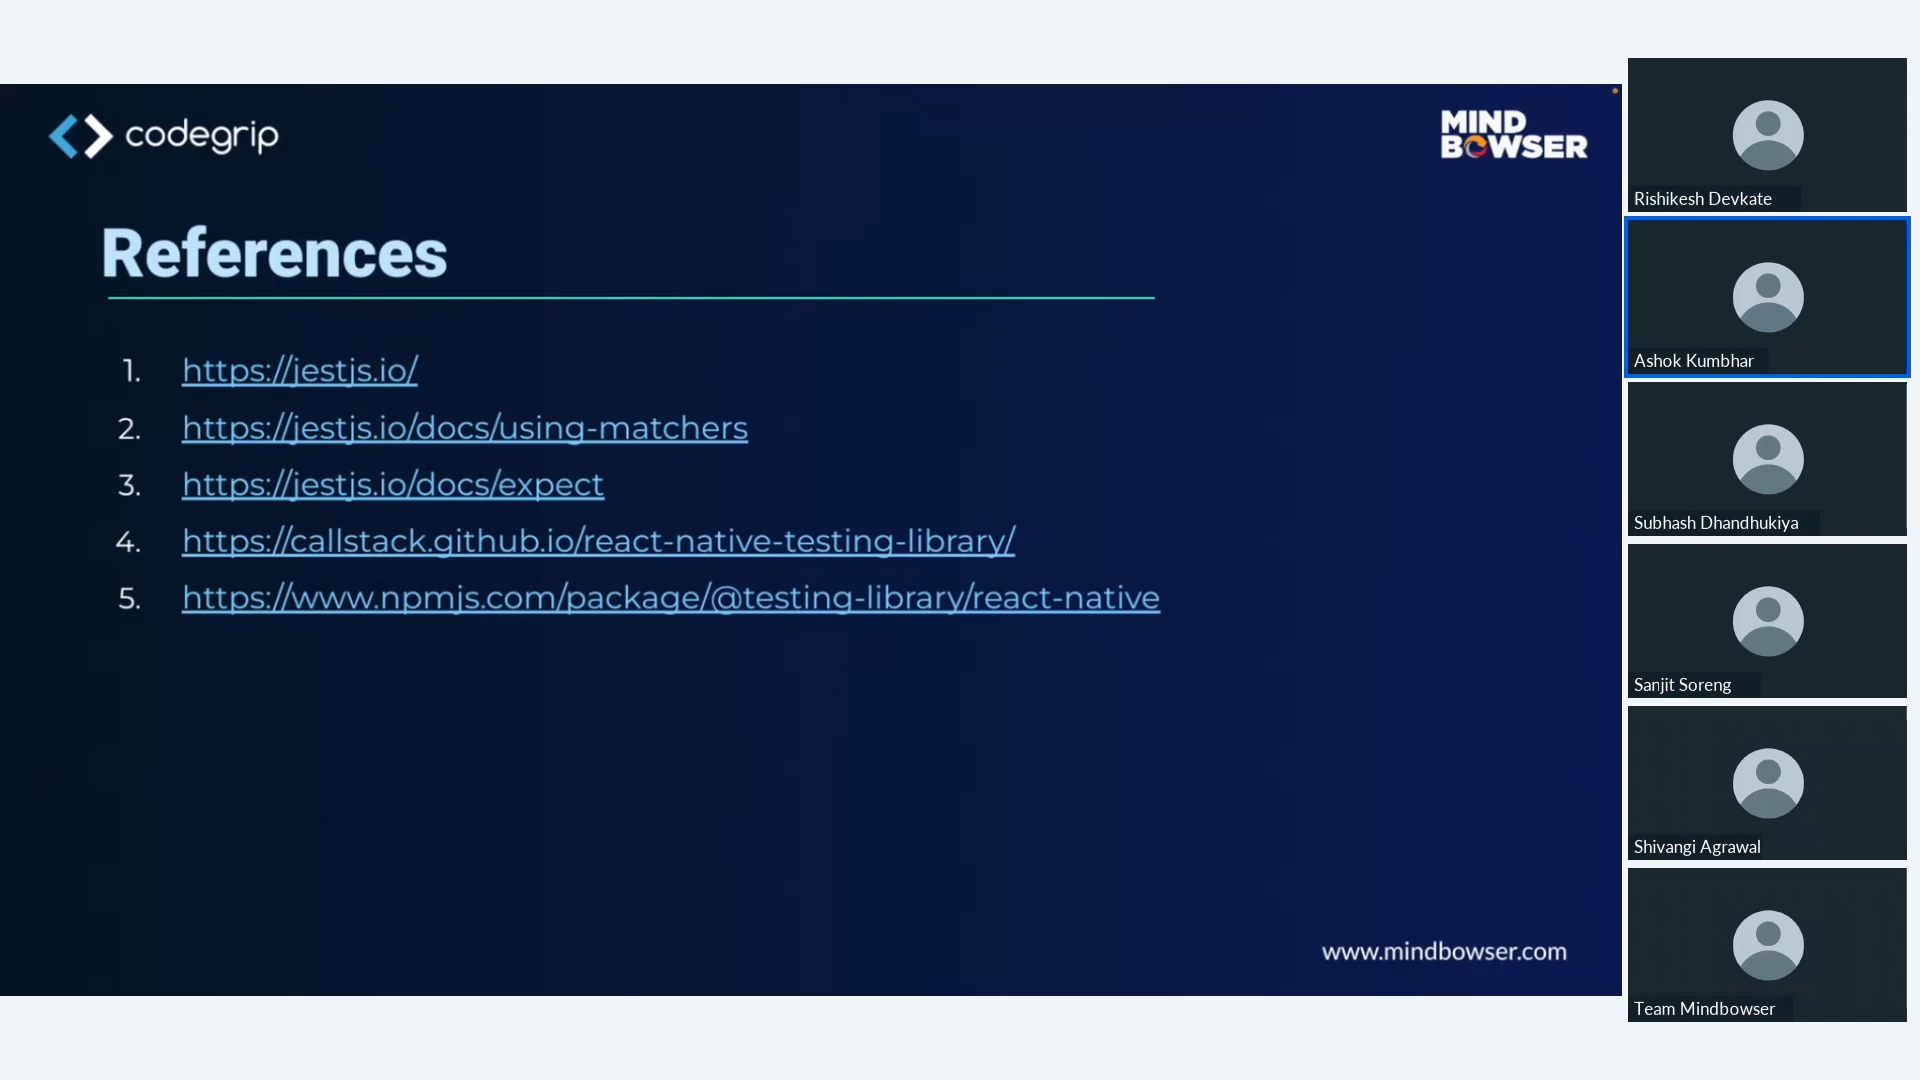 codegrip
MIND
BOWSER
References
1. https://jestjs.io/
2. https://jestjs.io/docs/using-matchers
3. https://jestjs.io/docs/expect
4. https://callstack.github.io/react-native-testing-library/
5. https://www.npmjs.com/package/@testing-library/react-native
www.mindbowser.com
Rishikesh Devkate
Ashok Kumbhar
Subhash Dhandhukiya
Sanjit Soreng
Shivangi Agrawal
Team Mindbowser